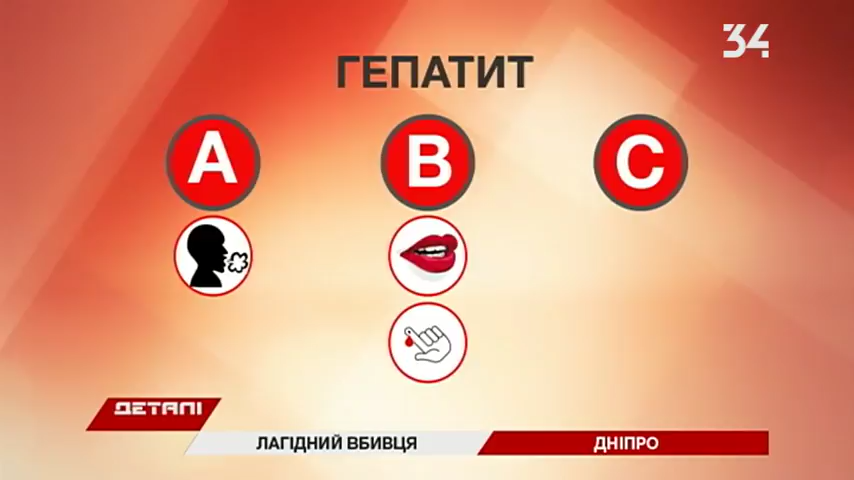 34
ГЕПАТИТ
A
B
C
ДЕТАЛІ
ЛАГІДНИЙ ВБИВЦЯ
ДНІПРО